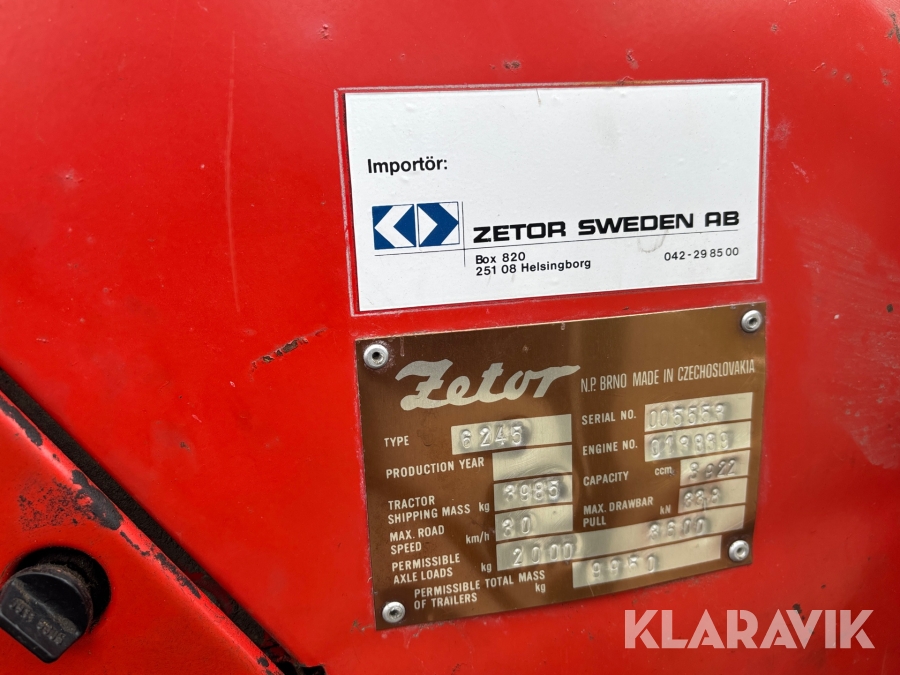 Importör:
ZETOR SWEDEN AB
Box 820
251 08 Helsingborg
042-29 85 00
Zetor
N.P. BRNO MADE IN CZECHOSLOVAKIA
TYPE 6245
PRODUCTION YEAR
TRACTOR
SHIPPING MASS kg 3985
MAX. ROAD
SPEED km/h 30
PERMISSIBLE
AXLE LOADS kg 2000 3600
PERMISSIBLE TOTAL MASS
OF TRAILERS kg
SERIAL NO. 005553
ENGINE NO.
CAPACITY ccm. 3922
MAX. DRAWBAR
PULL kN
KLARAVIK